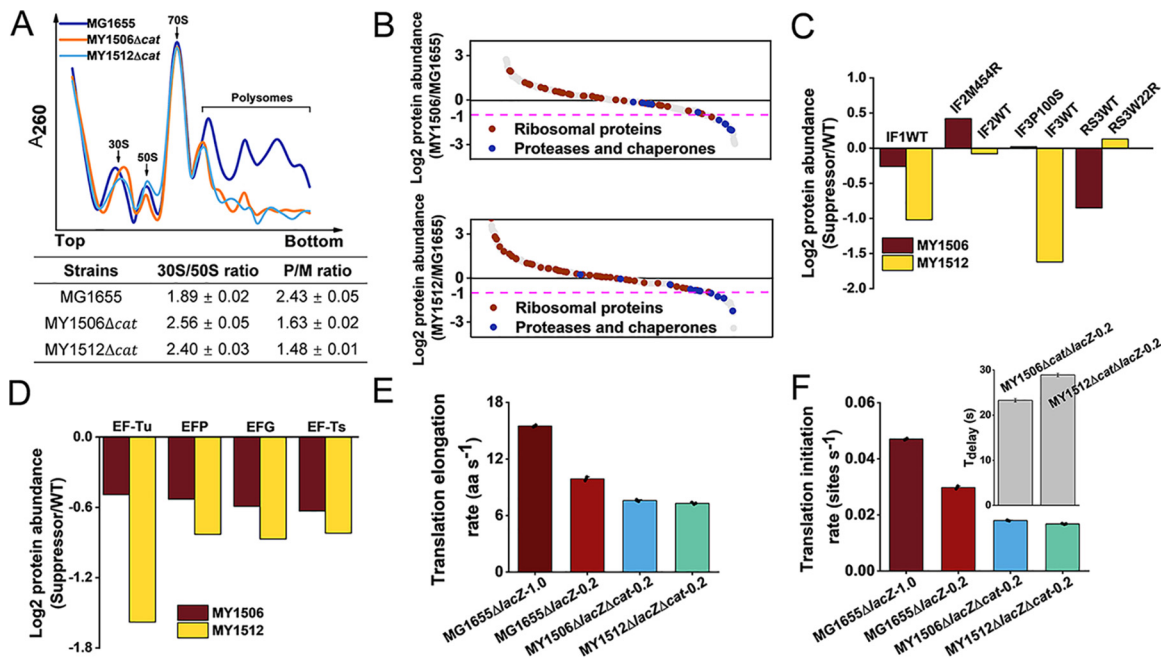 A
MG1655
MY1506Δcat
MY1512Δcat
70S
Polysomes
30S
50S
A260
Top
Bottom
Strains 30S/50S ratio P/M ratio
MG1655 1.89 ± 0.02 2.43 ± 0.05
MY1506Δcat 2.56 ± 0.05 1.63 ± 0.02
MY1512Δcat 2.40 ± 0.03 1.48 ± 0.01
B
Log2 protein abundance
(MY1506/MG1655)
3
0
-1
-3
Ribosomal proteins
Proteases and chaperones
Log2 protein abundance
(MY1512/MG1655)
3
0
-1
-3
Ribosomal proteins
Proteases and chaperones
C
Log2 protein abundance
(Suppressor/WT)
1.0
0.5
0.0
-0.5
-1.0
-1.5
-2.0
IF1WT
IF2M454R
IF2WT
IF3P100S
IF3WT
RS3WT
RS3W22R
MY1506
MY1512
D
Log2 protein abundance
(Suppressor/WT)
0.0
-0.6
-1.2
-1.8
EF-Tu EFP EFG EF-Ts
MY1506
MY1512
E
Translation elongation
rate (aa s-1)
18
12
6
0
MG1655ΔlacZ-1.0
MG1655ΔlacZ-0.2
MY1506ΔlacZΔcat-0.2
MY1512ΔlacZΔcat-0.2
F
Translation initiation
rate (sites s-1)
0.06
0.04
0.02
0.00
MG1655ΔlacZ-1.0
MG1655ΔlacZ-0.2
MY1506ΔlacZΔcat-0.2
MY1512ΔlacZΔcat-0.2
Tdelay (s)
30
20
10
0
MY1506ΔcatΔlacZ-0.2
MY1512ΔcatΔlacZ-0.2